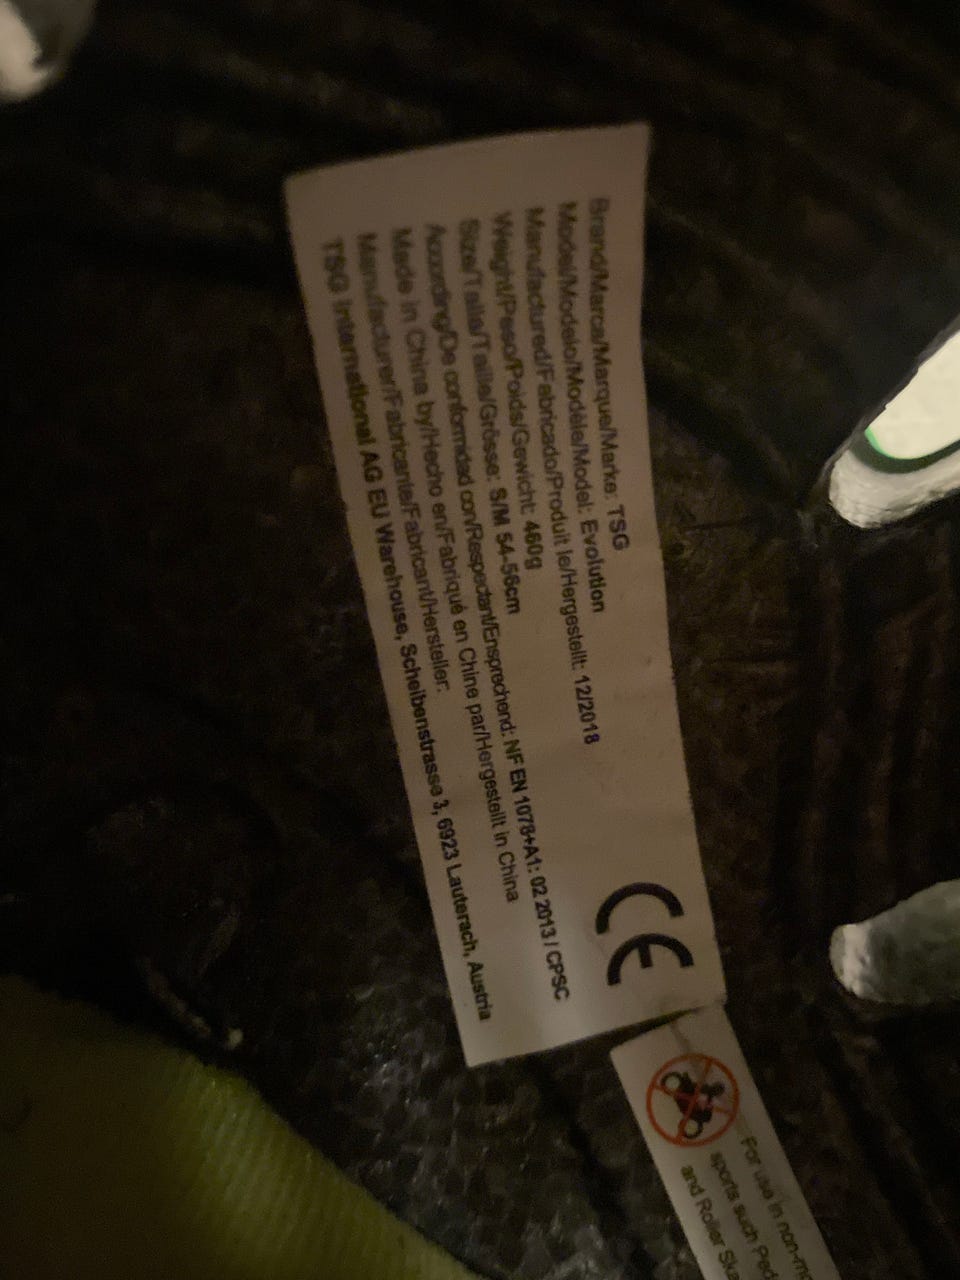 Brand/Marca/Marque/Marke: TSG
Model/Modelo/Modèle/Model: Evolution
Manufactured/Fabricado/Produit le/Hergestellt: 12/2018
Weight/Peso/Poids/Gewicht: 460g
Size/Talla/Taille/Grösse: S/M 54-56cm
According/De conformidad con/Respectant/Ensprechend: NF EN 1078+A1: 02 2013 / CPSC
Made in China by/Hecho en/Fabriqué en Chine par/Hergestellt in China
Manufacturer/Fabricante/Fabricant/Hersteller:
TSG International AG EU Warehouse, Scheibenstrasse 3, 6923 Lauterach, Austria
CE
For use in non-m
sports such Ped
and Roller Ska